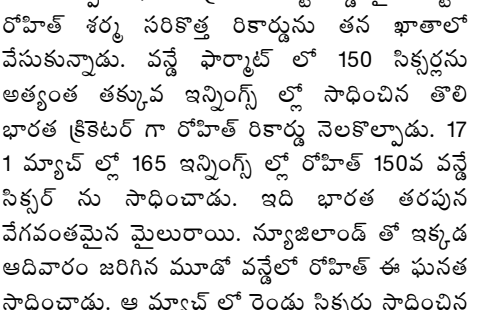 రోహిత్ శర్మ సరికొత్త రికార్డును తన ఖాతాలో
వేసుకున్నాడు. వన్డే ఫార్మాట్ లో 150 సిక్సర్లను
అత్యంత తక్కువ ఇన్నింగ్స్ ల్లో సాధించిన తొలి
భారత క్రికెటర్ గా రోహిత్ రికార్డు నెలకొల్పాడు. 17
1 మ్యాచ్ ల్లో 165 ఇన్నింగ్స్ ల్లో రోహిత్ 150వ వన్డే
సిక్సర్ ను సాధించాడు. ఇది భారత తరపున
వేగవంతమైన మైలురాయి. న్యూజిలాండ్ తో ఇక్కడ
ఆదివారం జరిగిన మూడో వన్డేలో రోహిత్ ఈ ఘనత
సాధించాడు. ఆ మ్యాచ్ లో రెండు సిక్సర్లు సాధించిన